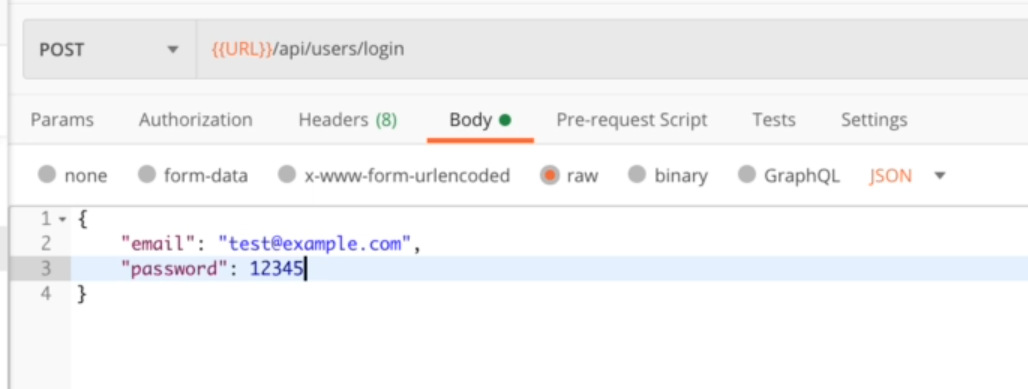 POST {{URL}}/api/users/login
Params Authorization Headers (8) Body Pre-request Script Tests Settings
none form-data x-www-form-urlencoded raw binary GraphQL JSON
1 {
2 "email": "test@example.com",
3 "password": 12345
4 }